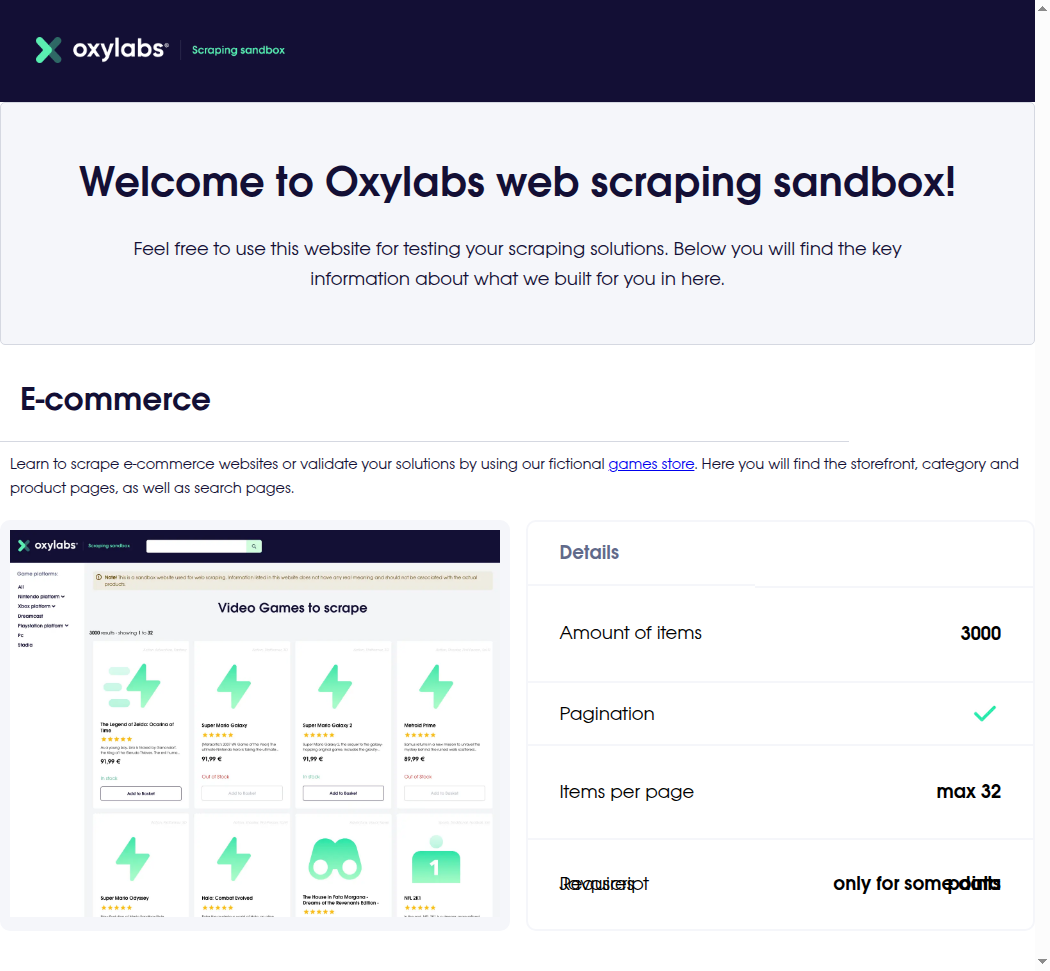 oxylabs®
Scraping sandbox
Welcome to Oxylabs web scraping sandbox!
Feel free to use this website for testing your scraping solutions. Below you will find the key
information about what we built for you in here.
E-commerce
Learn to scrape e-commerce websites or validate your solutions by using our fictional games store. Here you will find the storefront, category and
product pages, as well as search pages.
oxylabs®
Scraping sandbox
Game platforms:
All
Nintendo platform
Xbox platform
Dreamcast
Playstation platform
Pc
Stadia
Note! This is a sandbox website used for web scraping. Information listed in this website does not have any real meaning and should not be associated with the actual
products.
Video Games to scrape
3000 results - showing 1 to 32
The Legend of Zelda: Ocarina of
Time
91,99 €
In stock
Add to Basket
Super Mario Galaxy
91,99 €
Out of Stock
Add to Basket
Super Mario Galaxy 2
91,99 €
In stock
Add to Basket
Metroid Prime
89,99 €
Out of Stock
Add to Basket
Super Mario Odyssey
Halo: Combat Evolved
The House in Fata Morgana -
Dreams of the Revenants Edition -
1
NFL 2K1
Details
Amount of items
3000
Pagination
Items per page
max 32
Requires
Javascript
only for some
points
data